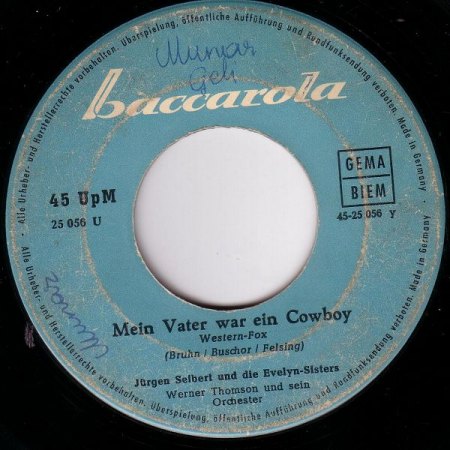 Alle Urheber- und Herstellerrechte vorbehalten. Überspielung, öffentliche Aufführung und Rundfunksendung verboten. Made in Germany.
baccarola
45 UpM
25 056 U
GEMA
BIEM
45-25 056 Y
Mein Vater war ein Cowboy
Western-Fox
(Bruhn / Buschor / Felsing)
Jürgen Seibert und die Evelyn-Sisters
Werner Thomson und sein
Orchester
Alle Urheber- und Herstellerrechte vorbehalten. Überspielung, öffentliche Aufführung und Rundfunksendung verboten. Made in Germany